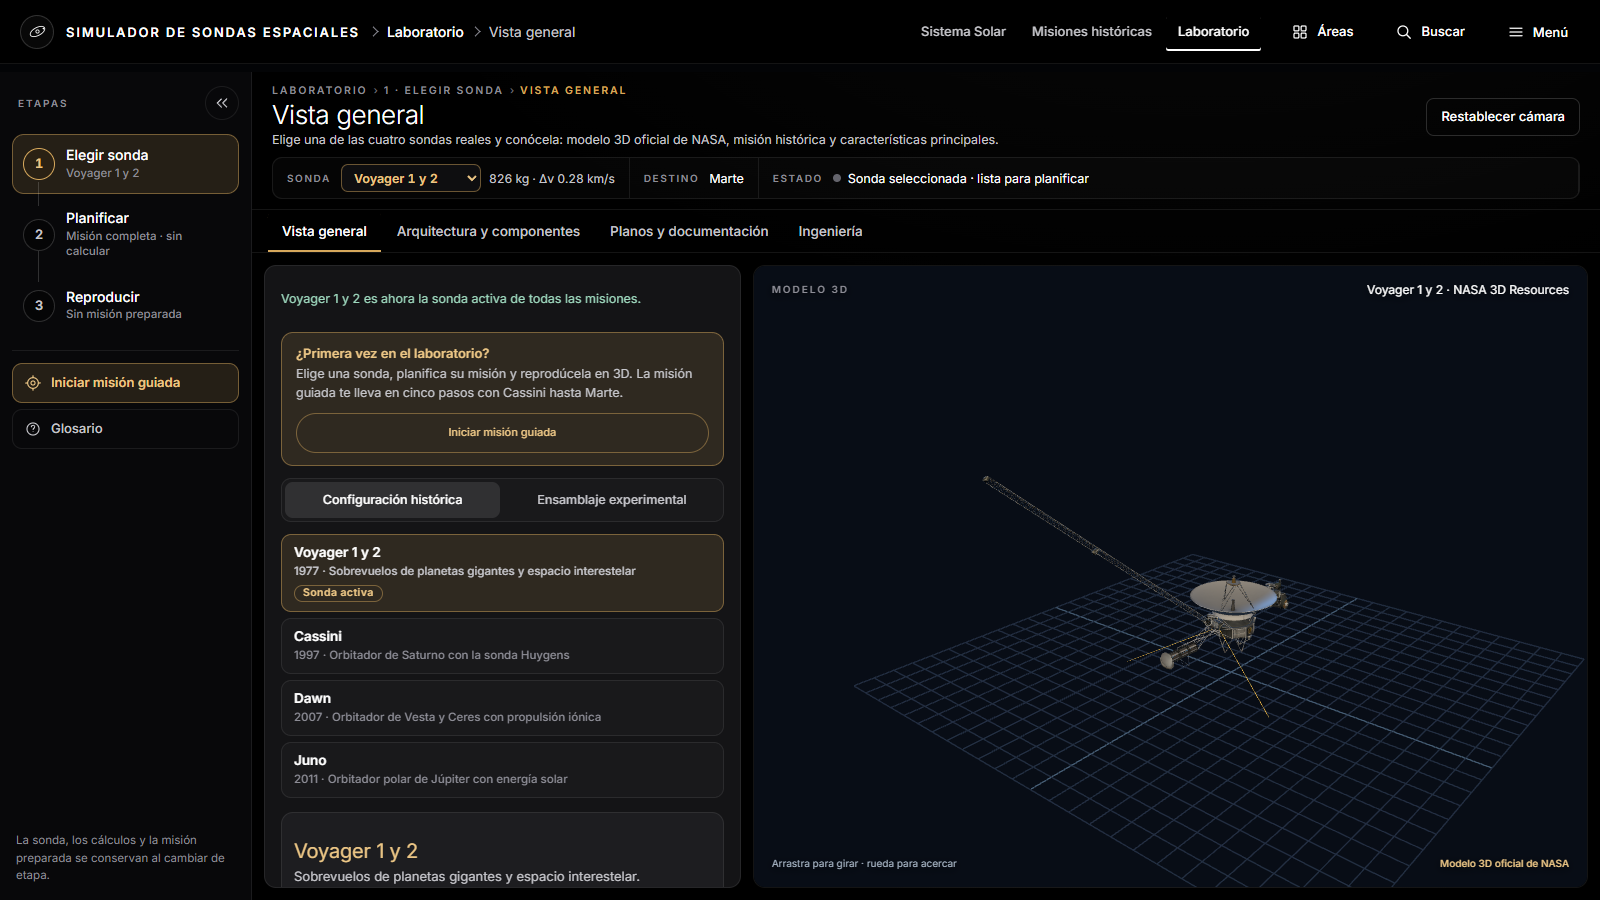 SIMULADOR DE SONDAS ESPACIALES > Laboratorio > Vista general
Sistema Solar
Misiones históricas
Laboratorio
Áreas
Buscar
Menú
ETAPAS
1
Elegir sonda
Voyager 1 y 2
2
Planificar
Misión completa · sin
calcular
3
Reproducir
Sin misión preparada
Iniciar misión guiada
Glosario
La sonda, los cálculos y la misión
preparada se conservan al cambiar de
etapa.
LABORATORIO › 1 · ELEGIR SONDA › VISTA GENERAL
Vista general
Elige una de las cuatro sondas reales y conócela: modelo 3D oficial de NASA, misión histórica y características principales.
Restablecer cámara
SONDA Voyager 1 y 2 826 kg · Δv 0.28 km/s
DESTINO Marte
ESTADO Sonda seleccionada · lista para planificar
Vista general
Arquitectura y componentes
Planos y documentación
Ingeniería
Voyager 1 y 2 es ahora la sonda activa de todas las misiones.
¿Primera vez en el laboratorio?
Elige una sonda, planifica su misión y reprodúcela en 3D. La misión
guiada te lleva en cinco pasos con Cassini hasta Marte.
Iniciar misión guiada
Configuración histórica
Ensamblaje experimental
Voyager 1 y 2
1977 · Sobrevuelos de planetas gigantes y espacio interestelar
Sonda activa
Cassini
1997 · Orbitador de Saturno con la sonda Huygens
Dawn
2007 · Orbitador de Vesta y Ceres con propulsión iónica
Juno
2011 · Orbitador polar de Júpiter con energía solar
Voyager 1 y 2
Sobrevuelos de planetas gigantes y espacio interestelar.
MODELO 3D
Voyager 1 y 2 · NASA 3D Resources
Arrastra para girar · rueda para acercar
Modelo 3D oficial de NASA